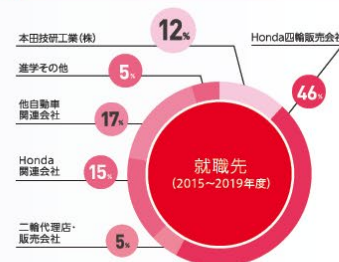 本田技研工業(株)
12%
Honda四輪販売会社
46%
進学その他
5%
他自動車
関連会社
17%
Honda
関連会社
15%
二輪代理店・
販売会社
5%
就職先
(2015~2019年度)